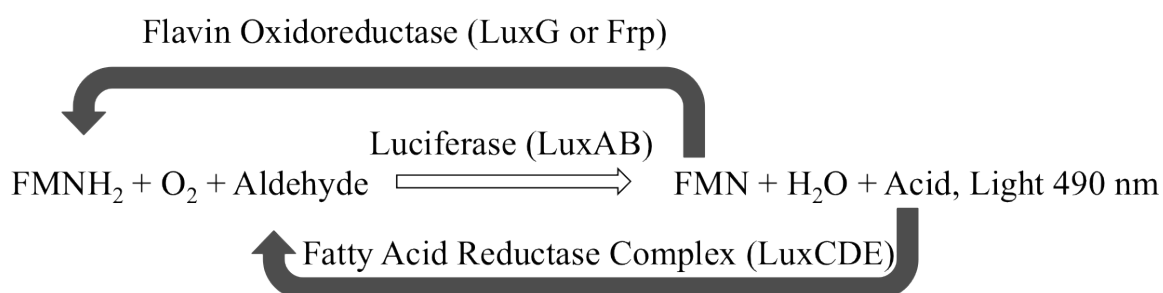 Flavin Oxidoreductase (LuxG or Frp)
Luciferase (LuxAB)
FMNH₂ + O₂ + Aldehyde FMN + H₂O + Acid, Light 490 nm
Fatty Acid Reductase Complex (LuxCDE)